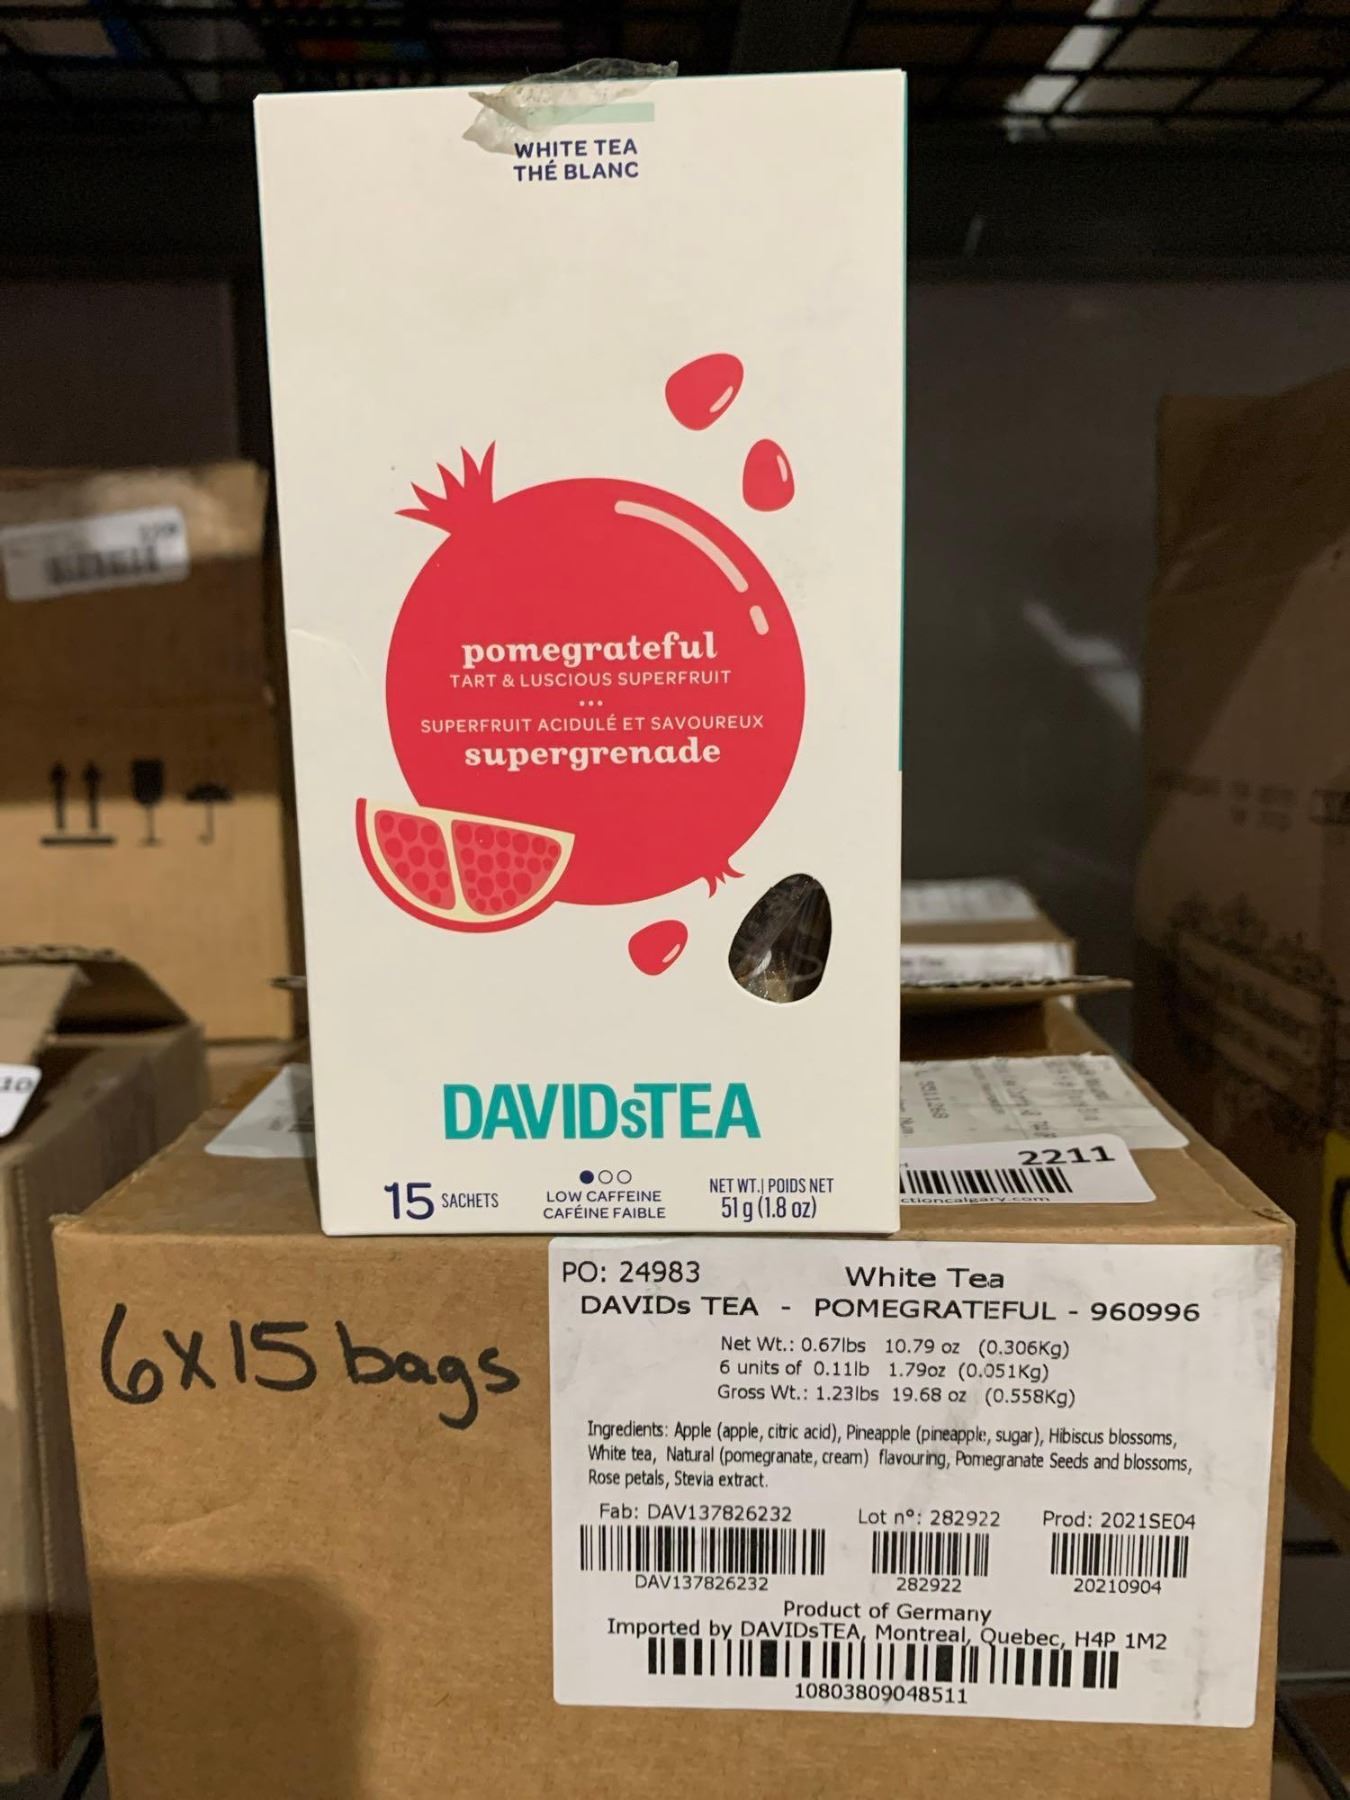 WHITE TEA
THÉ BLANC
pomegrateful
TART & LUSCIOUS SUPERFRUIT
...
SUPERFRUIT ACIDULÉ ET SAVOUREUX
supergrenade
DAVIDsTEA
15 SACHETS
LOW CAFFEINE
CAFÉINE FAIBLE
NET WT. | POIDS NET
51 g (1.8 oz)
10
2211
ctioncalgary.com
6x15 bags
PO: 24983 White Tea
DAVIDs TEA - POMEGRATEFUL - 960996
Net Wt.: 0.67lbs 10.79 oz (0.306Kg)
6 units of 0.11lb 1.79oz (0.051Kg)
Gross Wt.: 1.23lbs 19.68 oz (0.558Kg)
Ingredients: Apple (apple, citric acid), Pineapple (pineapple, sugar), Hibiscus blossoms,
White tea, Natural (pomegranate, cream) flavouring, Pomegranate Seeds and blossoms,
Rose petals, Stevia extract.
Fab: DAV137826232 Lot nº: 282922 Prod: 2021SE04
DAV137826232 282922 20210904
Product of Germany
Imported by DAVIDsTEA, Montreal, Quebec, H4P 1M2
10803809048511